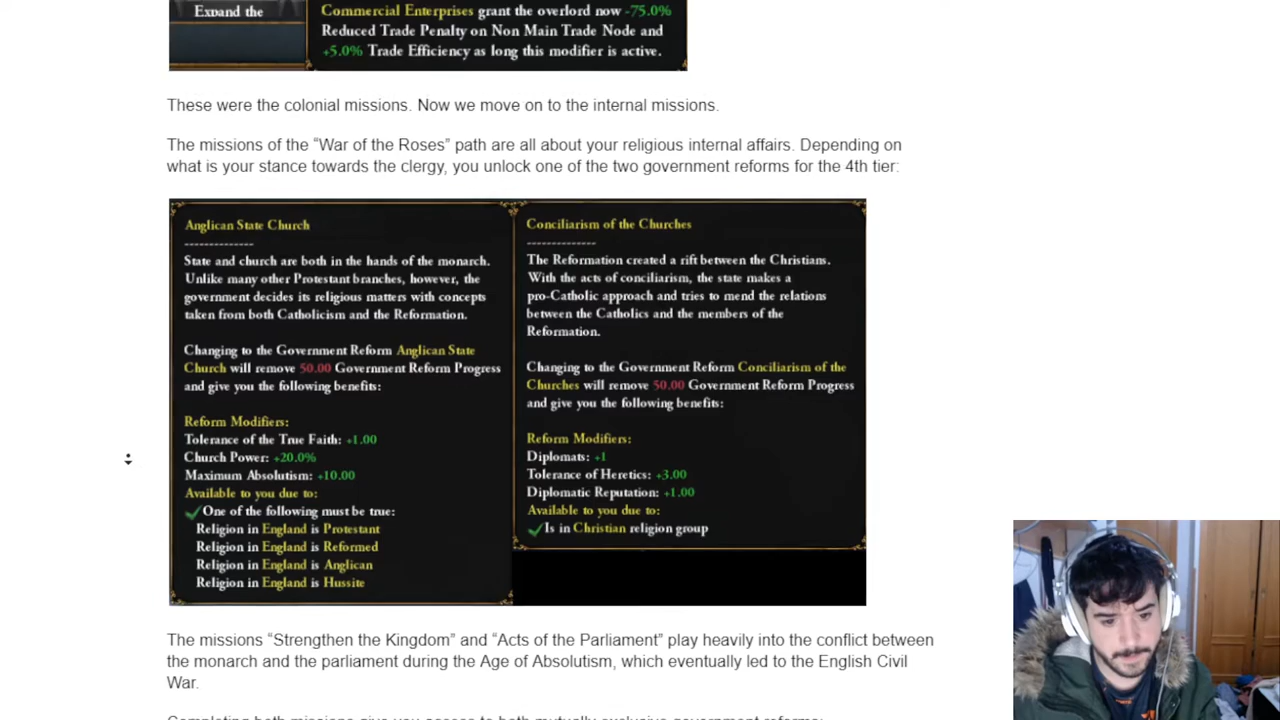 Expand the
Commercial Enterprises grant the overlord now -75.0%
Reduced Trade Penalty on Non Main Trade Node and
+5.0% Trade Efficiency as long this modifier is active.
These were the colonial missions. Now we move on to the internal missions.
The missions of the “War of the Roses” path are all about your religious internal affairs. Depending on
what is your stance towards the clergy, you unlock one of the two government reforms for the 4th tier:
Anglican State Church
--------------
State and church are both in the hands of the monarch.
Unlike many other Protestant branches, however, the
government decides its religious matters with concepts
taken from both Catholicism and the Reformation.
Changing to the Government Reform Anglican State
Church will remove 50.00 Government Reform Progress
and give you the following benefits:
Reform Modifiers:
Tolerance of the True Faith: +1.00
Church Power: +20.0%
Maximum Absolutism: +10.00
Available to you due to:
One of the following must be true:
Religion in England is Protestant
Religion in England is Reformed
Religion in England is Anglican
Religion in England is Hussite
Conciliarism of the Churches
--------------
The Reformation created a rift between the Christians.
With the acts of conciliarism, the state makes a
pro-Catholic approach and tries to mend the relations
between the Catholics and the members of the
Reformation.
Changing to the Government Reform Conciliarism of the
Churches will remove 50.00 Government Reform Progress
and give you the following benefits:
Reform Modifiers:
Diplomats: +1
Tolerance of Heretics: +3.00
Diplomatic Reputation: +1.00
Available to you due to:
Is in Christian religion group
The missions “Strengthen the Kingdom” and “Acts of the Parliament” play heavily into the conflict between
the monarch and the parliament during the Age of Absolutism, which eventually led to the English Civil
War.
Completing both missions give you access to both mutually exclusive government reforms: